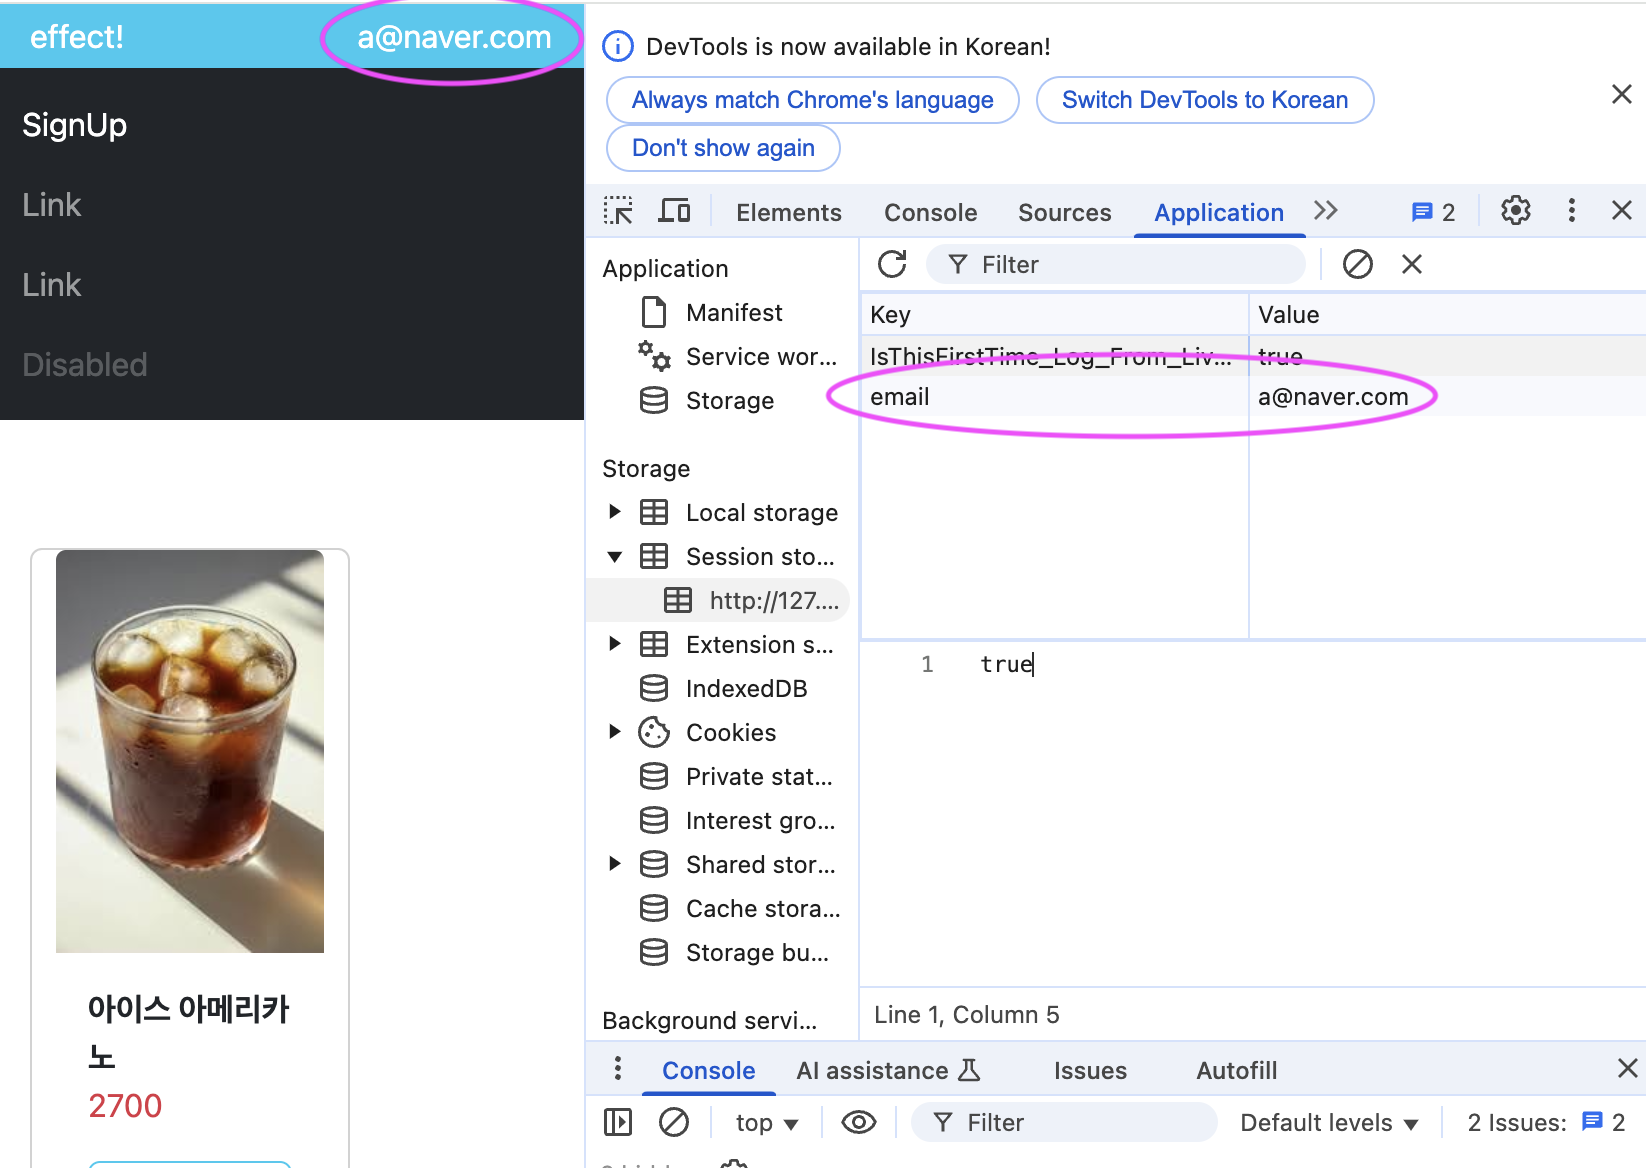 effect!
a@naver.com
SignUp
Link
Link
Disabled
아이스 아메리카
노
2700
DevTools is now available in Korean!
Always match Chrome's language
Switch DevTools to Korean
Don't show again
Elements
Console
Sources
Application
2
Application
Manifest
Service wor...
Storage
Storage
Local storage
Session sto...
http://127....
Extension s...
IndexedDB
Cookies
Private stat...
Interest gro...
Shared stor...
Cache stora...
Storage bu...
Background servi...
Filter
Key Value
IsThisFirstTime_Log_From_Liv... true
email a@naver.com
1 true
Line 1, Column 5
Console
AI assistance
Issues
Autofill
top
Filter
Default levels
2 Issues: 2